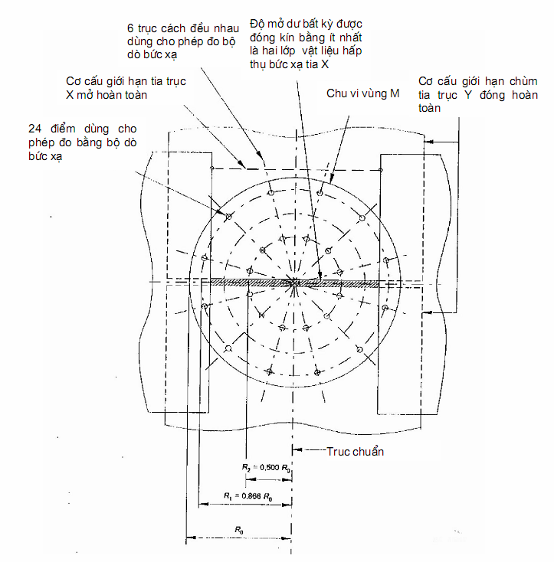 6 trục cách đều nhau
dùng cho phép đo bộ
dò bức xạ
Độ mở dư bất kỳ được
đóng kín bằng ít nhất
là hai lớp vật liệu hấp
thụ bức xạ tia X
Cơ cấu giới hạn tia trục
X mở hoàn toàn
Chu vi vùng M
Cơ cấu giới hạn chùm
tia trục Y đóng hoàn
toàn
24 điểm dùng cho
phép đo bằng bộ dò
bức xạ
Truc chuẩn
R₂ = 0,500 R₀
R₁ = 0.866 R₀
R₀